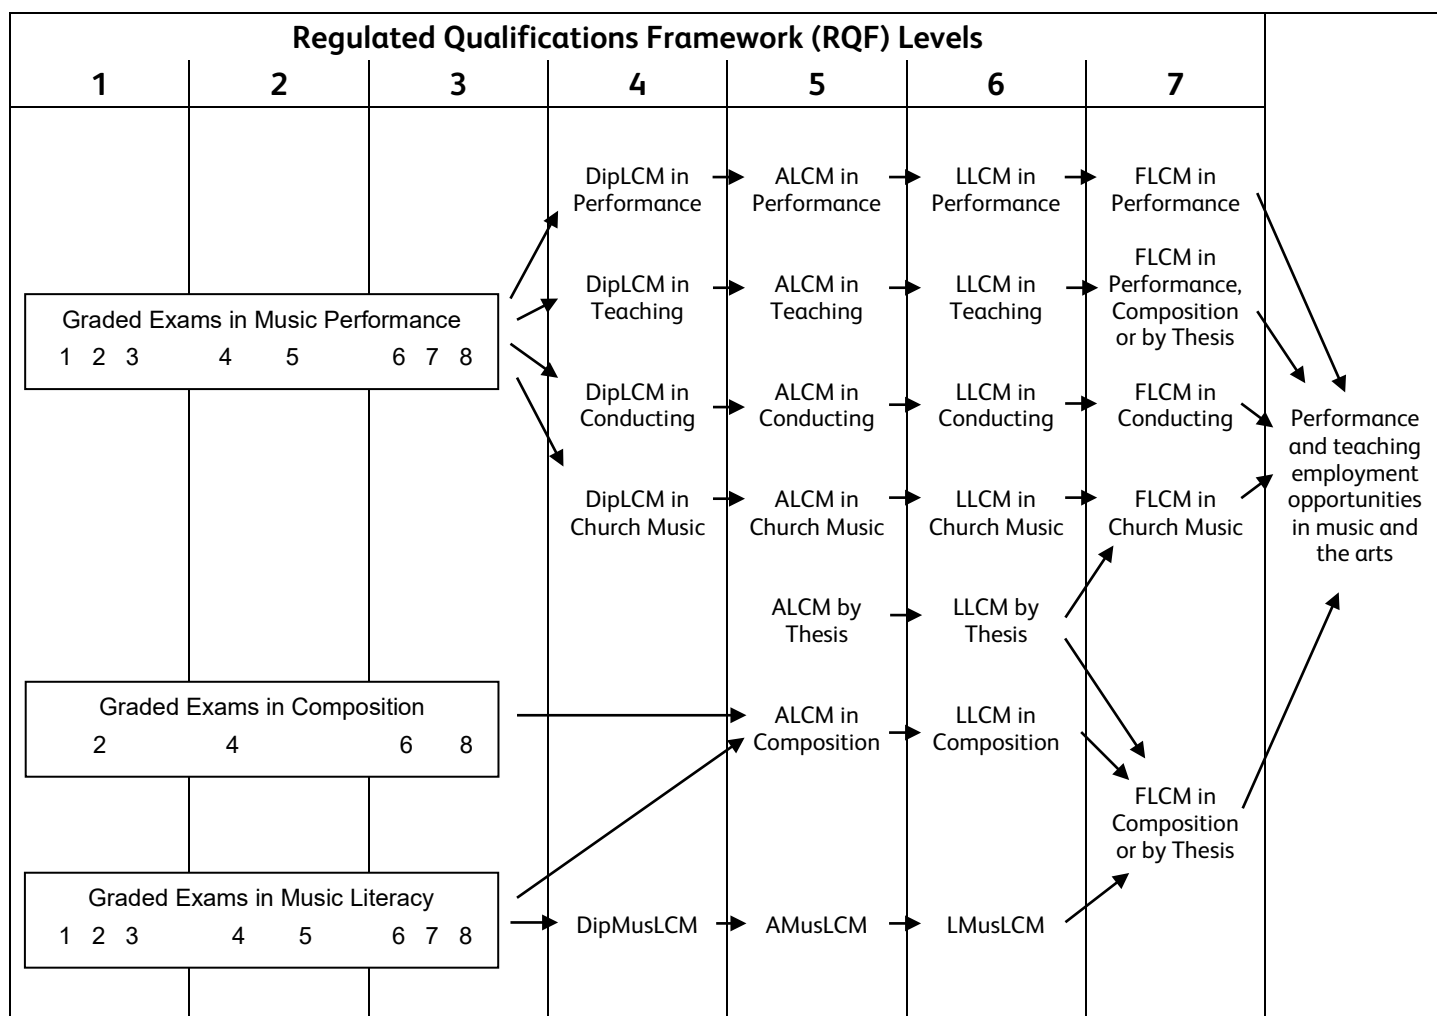 Regulated Qualifications Framework (RQF) Levels
1 2 3 4 5 6 7
DipLCM in
Performance
ALCM in
Performance
LLCM in
Performance
FLCM in
Performance
Graded Exams in Music Performance
1 2 3 4 5 6 7 8
DipLCM in
Teaching
ALCM in
Teaching
LLCM in
Teaching
FLCM in
Performance,
Composition
or by Thesis
DipLCM in
Conducting
ALCM in
Conducting
LLCM in
Conducting
FLCM in
Conducting
DipLCM in
Church Music
ALCM in
Church Music
LLCM in
Church Music
FLCM in
Church Music
Performance
and teaching
employment
opportunities
in music and
the arts
ALCM by
Thesis
LLCM by
Thesis
Graded Exams in Composition
2 4 6 8
ALCM in
Composition
LLCM in
Composition
FLCM in
Composition
or by Thesis
Graded Exams in Music Literacy
1 2 3 4 5 6 7 8
DipMusLCM
AMusLCM
LMusLCM